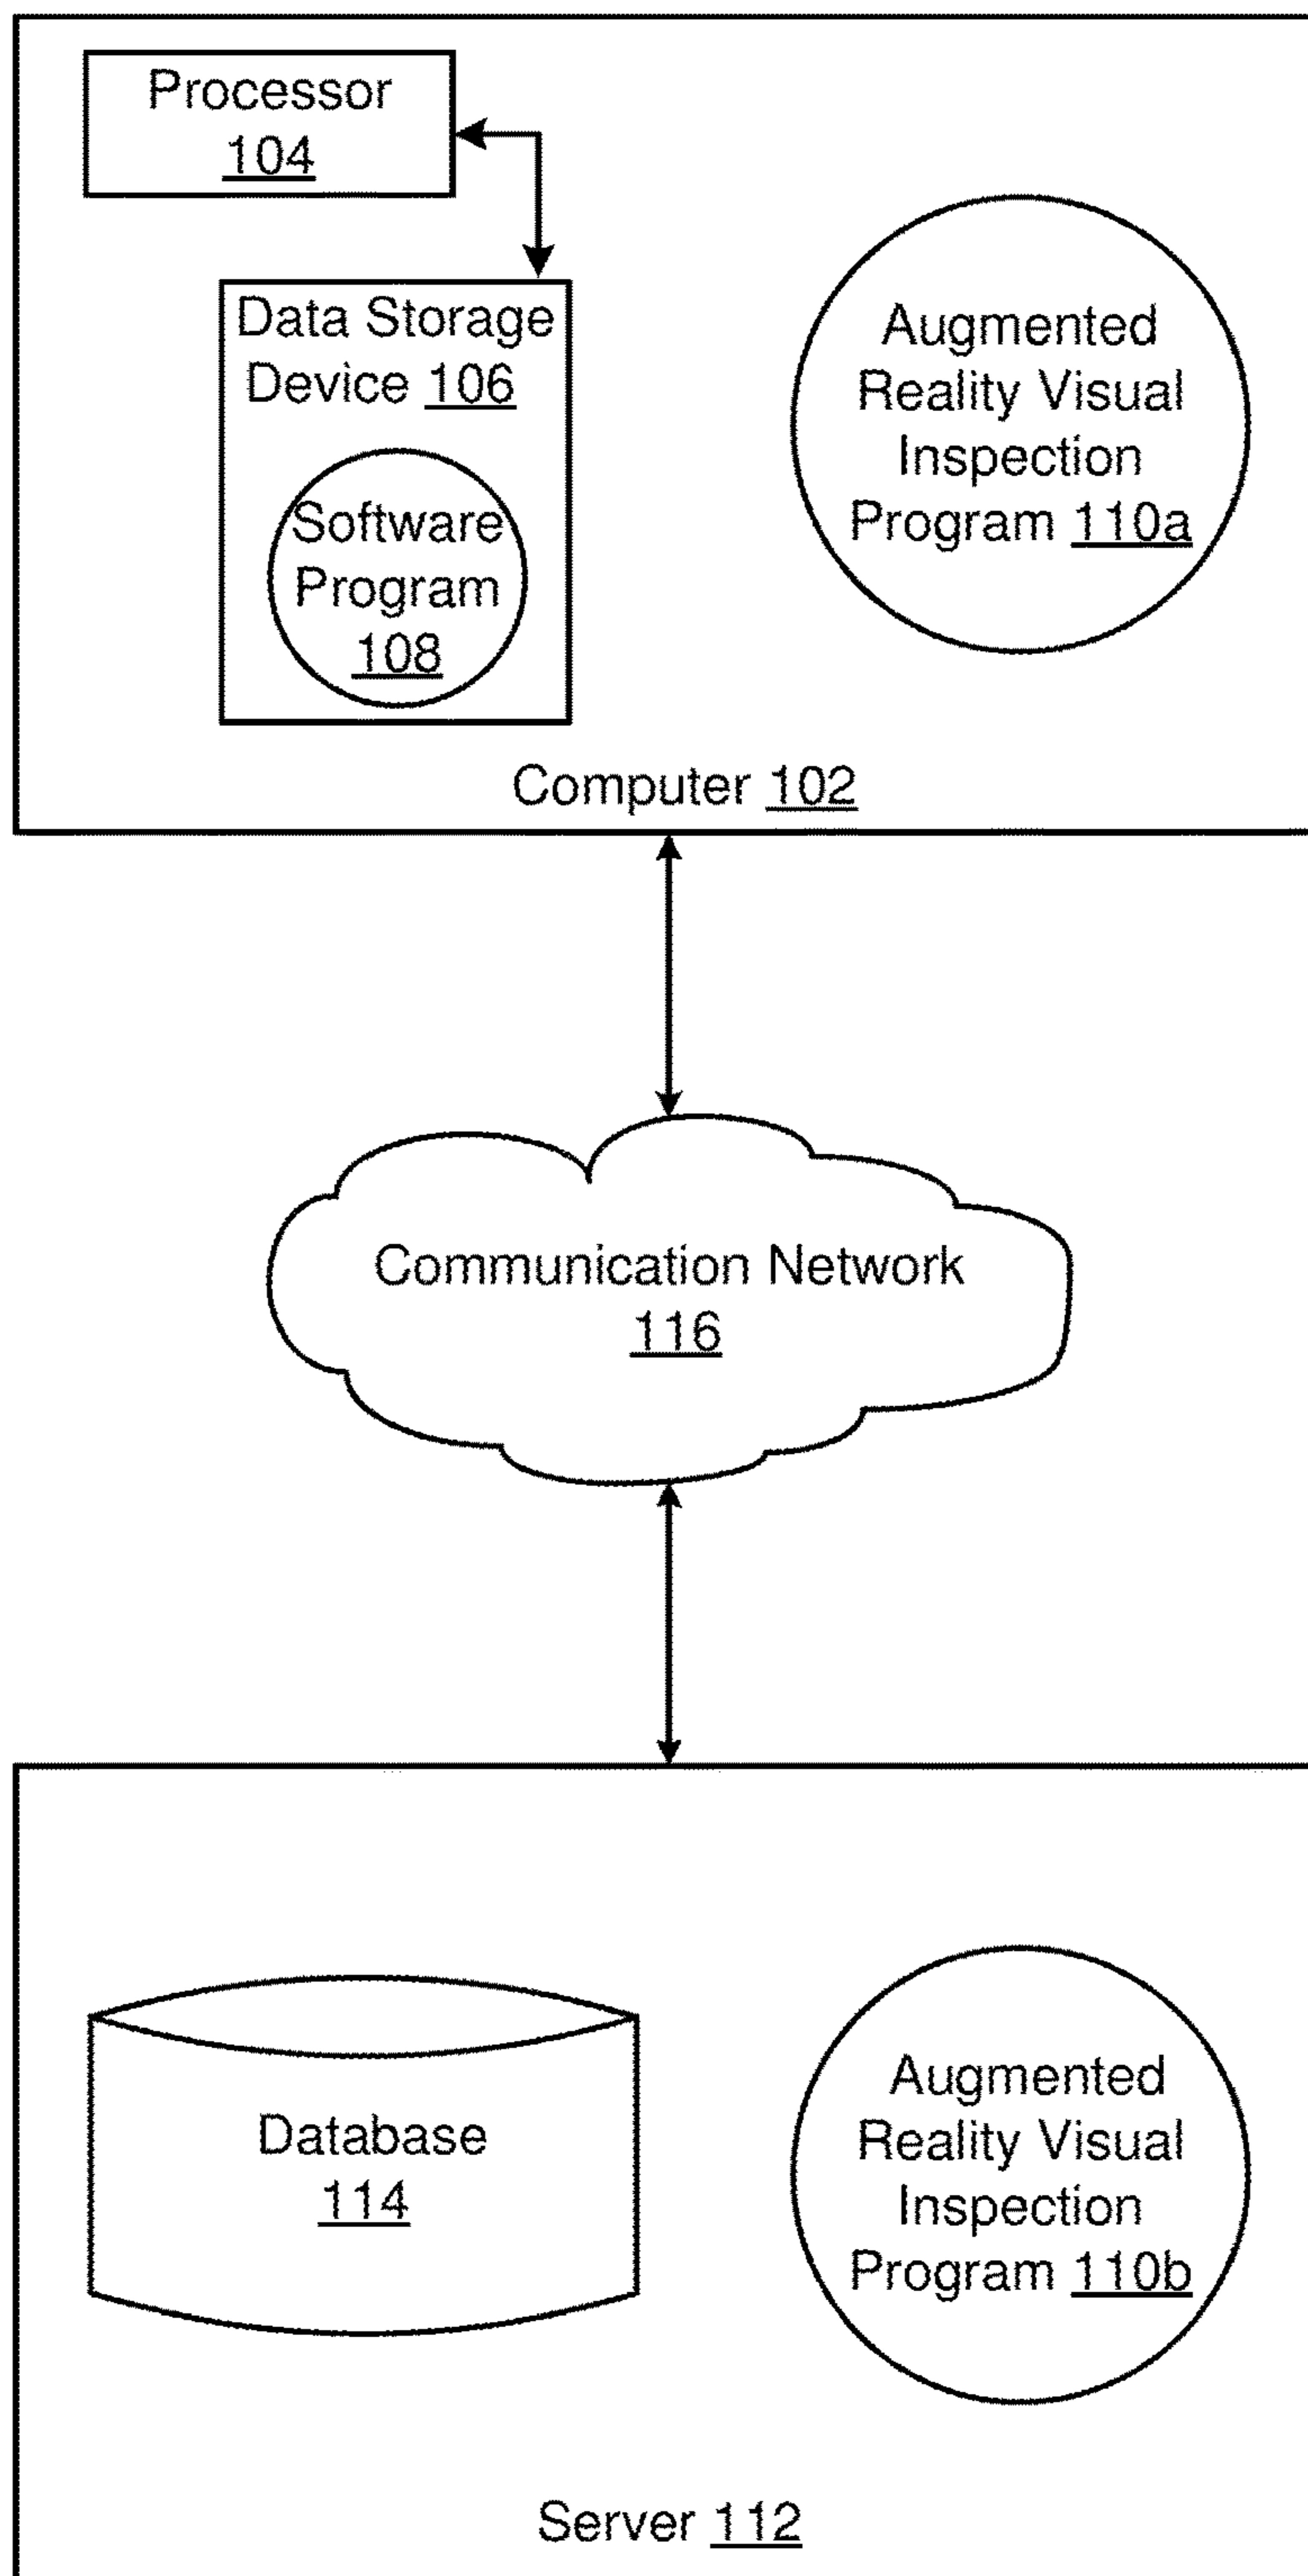 Processor
104
Data Storage
Device 106
Software
Program
108
Augmented
Reality Visual
Inspection
Program 110a
Computer 102
Communication Network
116
Database
114
Augmented
Reality Visual
Inspection
Program 110b
Server 112